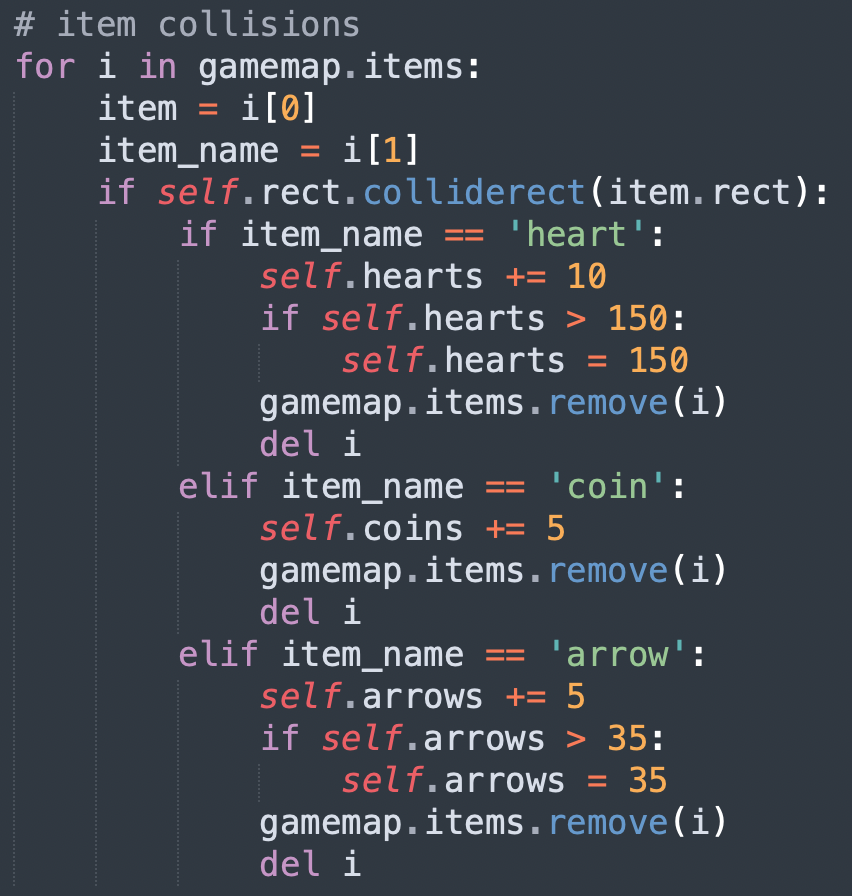 # item collisions
for i in gamemap.items:
    item = i[0]
    item_name = i[1]
    if self.rect.colliderect(item.rect):
        if item_name == 'heart':
            self.hearts += 10
            if self.hearts > 150:
                self.hearts = 150
            gamemap.items.remove(i)
            del i
        elif item_name == 'coin':
            self.coins += 5
            gamemap.items.remove(i)
            del i
        elif item_name == 'arrow':
            self.arrows += 5
            if self.arrows > 35:
                self.arrows = 35
            gamemap.items.remove(i)
            del i